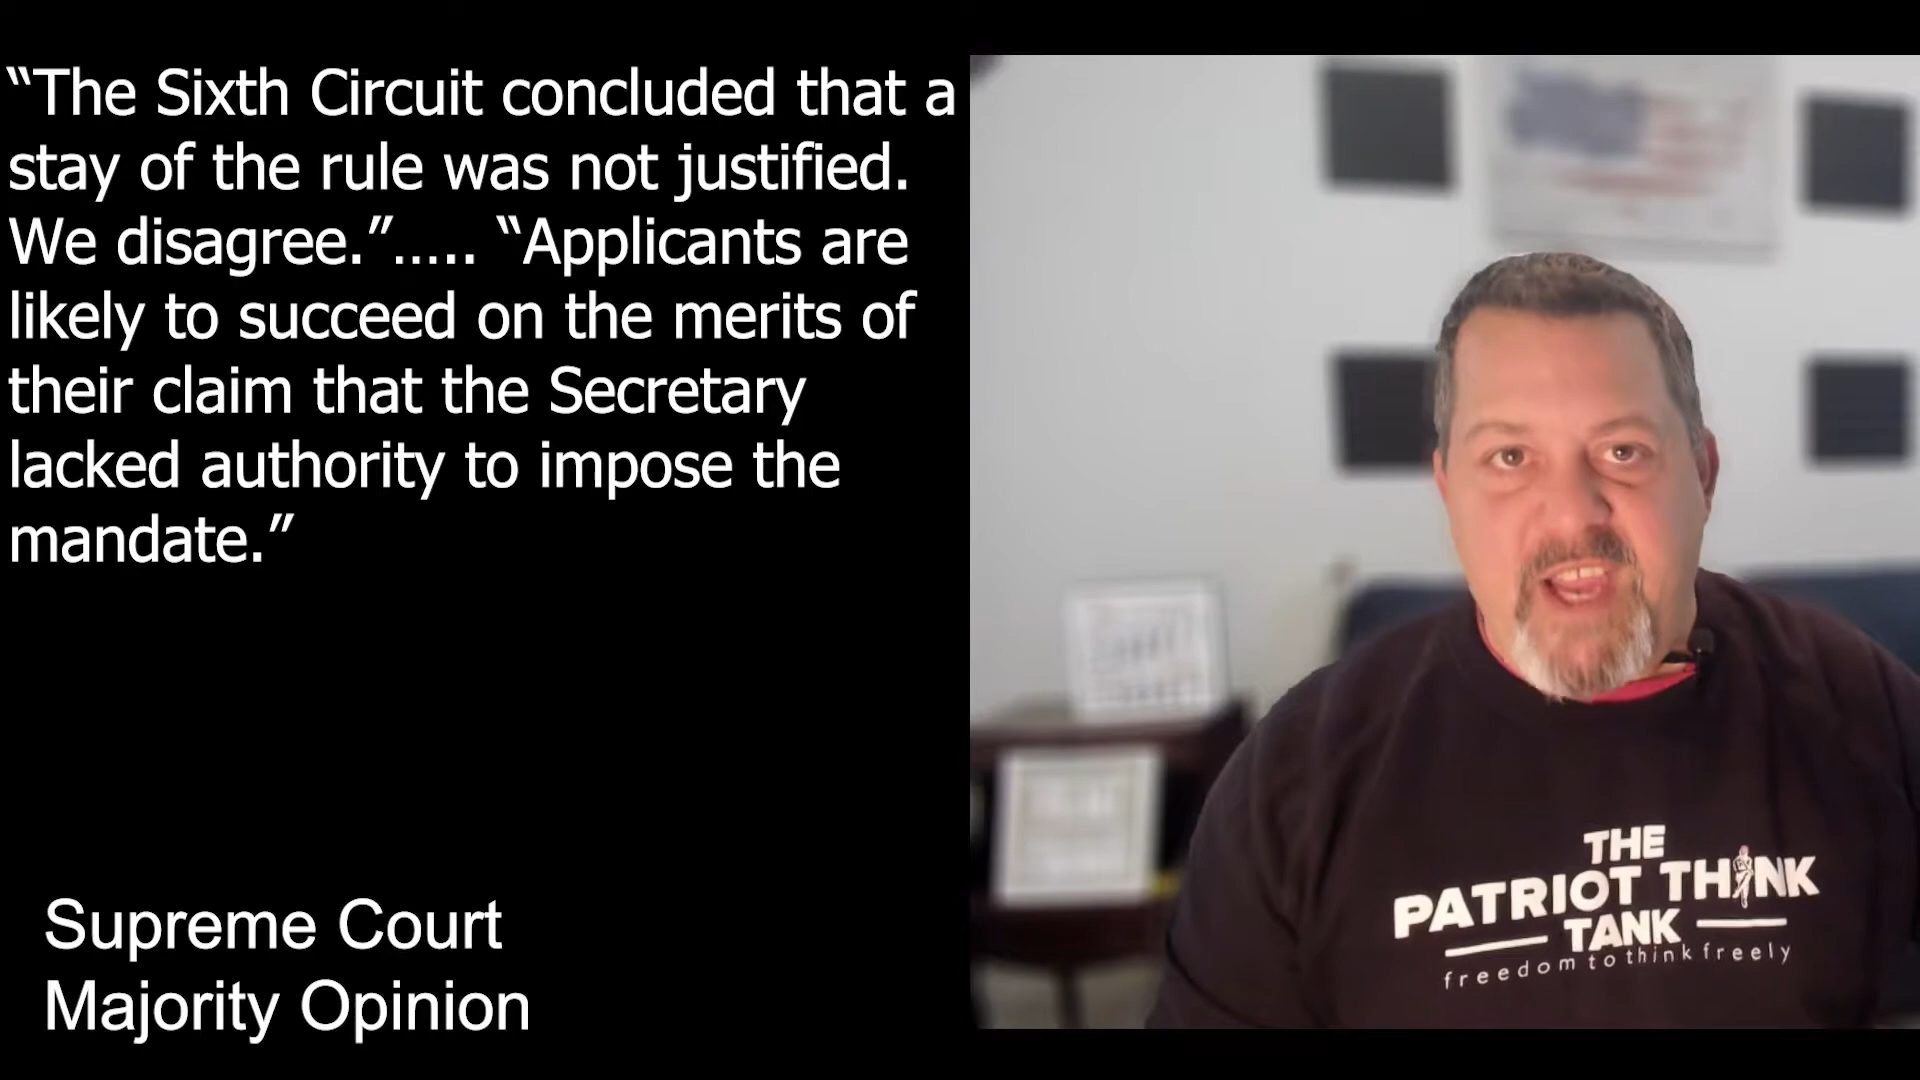 “The Sixth Circuit concluded that a
stay of the rule was not justified.
We disagree.”….. “Applicants are
likely to succeed on the merits of
their claim that the Secretary
lacked authority to impose the
mandate.”
Supreme Court
Majority Opinion
THE
PATRIOT THINK
TANK
freedom to think freely